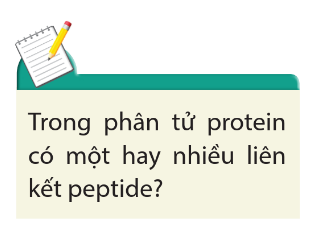 Trong phân tử protein
có một hay nhiều liên
kết peptide?